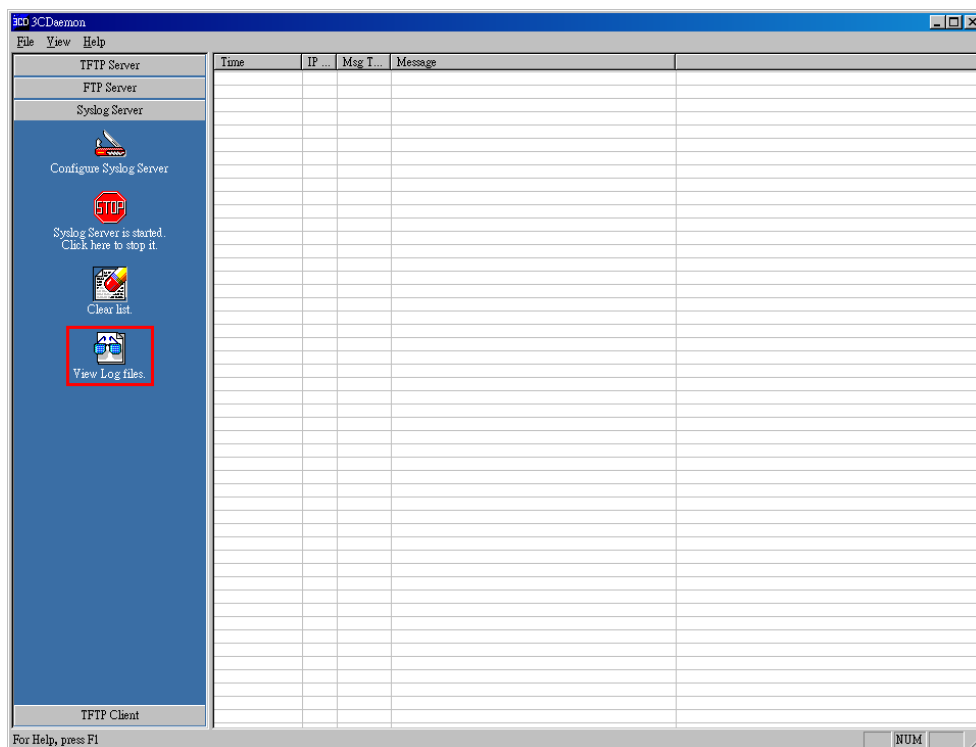 3CD 3CDaemon
File View Help
TFTP Server
FTP Server
Syslog Server
Configure Syslog Server
STOP
Syslog Server is started.
Click here to stop it.
Clear list.
View Log files.
TFTP Client
Time IP ... Msg T... Message
For Help, press F1
NUM